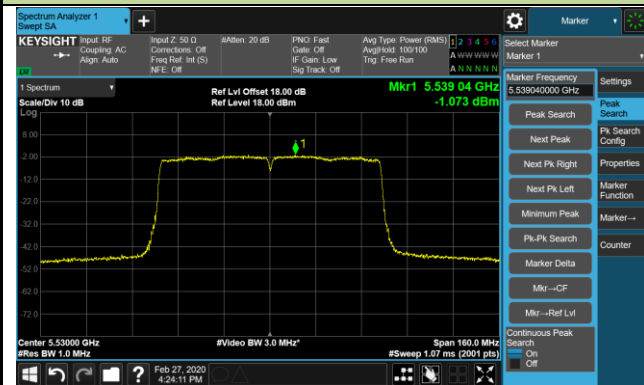 Spectrum Analyzer 1
Swept SA
+
Marker
KEYSIGHT
Input: RF
Coupling: AC
Align: Auto
Input Z: 50 Ω
Corrections: Off
Freq Ref: Int (S)
NFE: Off
#Atten: 20 dB
PNO: Fast
Gate: Off
IF Gain: Low
Sig Track: Off
Avg Type: Power (RMS)
Avg|Hold: 100/100
Trig: Free Run
1 2 3 4 5 6
A W W W W W
A N N N N N
Select Marker
Marker 1
1 Spectrum
Scale/Div 10 dB
Log
Ref Lvl Offset 18.00 dB
Ref Level 18.00 dBm
Mkr1 5.539 04 GHz
-1.073 dBm
8.00
-2.00
-12.0
-22.0
-32.0
-42.0
-52.0
-62.0
-72.0
1
Center 5.53000 GHz
#Res BW 1.0 MHz
#Video BW 3.0 MHz*
Span 160.0 MHz
#Sweep 1.07 ms (2001 pts)
Marker Frequency
5.539040000 GHz
Peak Search
Next Peak
Next Pk Right
Next Pk Left
Minimum Peak
Pk-Pk Search
Marker Delta
Mkr→CF
Mkr→Ref Lvl
Continuous Peak
Search
On
Off
Settings
Peak
Search
Pk Search
Config
Properties
Marker
Function
Marker→
Counter
?
Feb 27, 2020
4:24:11 PM